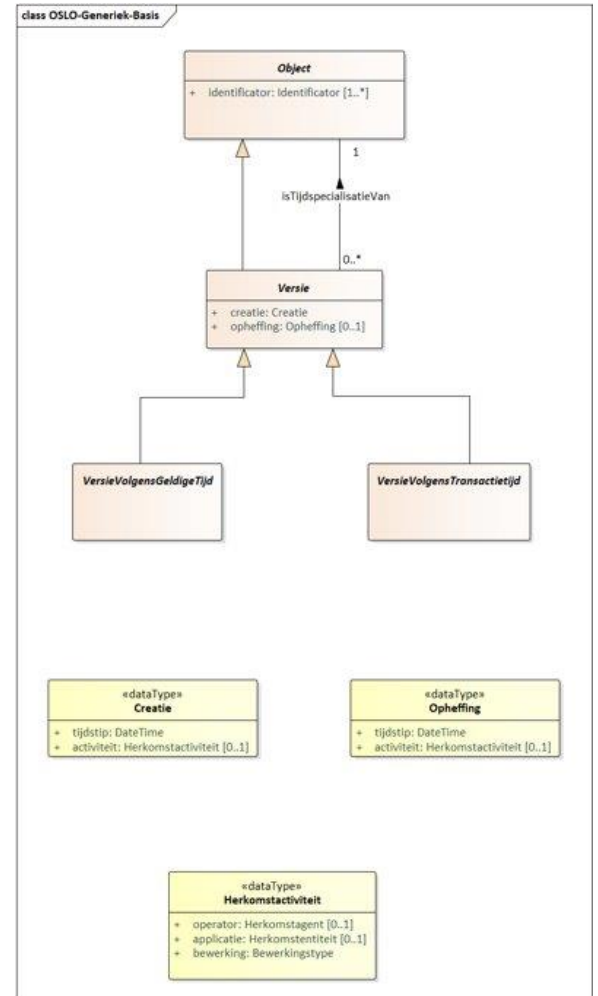 class OSLO-Generiek-Basis
Object
+ identificator: Identificator [1..*]
1
isTijdspecialisatieVan
0..*
Versie
+ creatie: Creatie
+ opheffing: Opheffing [0..1]
VersieVolgensGeldigeTijd
VersieVolgensTransactietijd
«dataType»
Creatie
+ tijdstip: DateTime
+ activiteit: Herkomstactiviteit [0..1]
«dataType»
Opheffing
+ tijdstip: DateTime
+ activiteit: Herkomstactiviteit [0..1]
«dataType»
Herkomstactiviteit
+ operator: Herkomstagent [0..1]
+ applicatie: Herkomstentiteit [0..1]
+ bewerking: Bewerkingstype